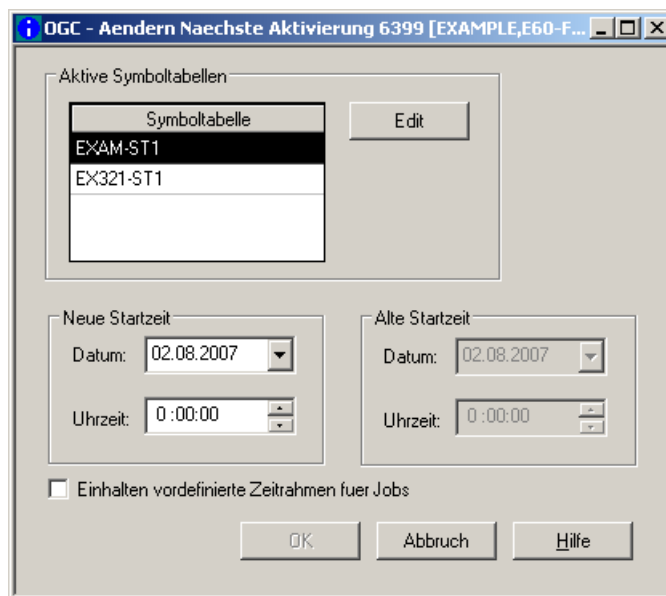 OGC - Aendern Naechste Aktivierung 6399 [EXAMPLE,E60-F...
Aktive Symboltabellen
Symboltabelle
Edit
EXAM-ST1
EX321-ST1
Neue Startzeit
Datum: 02.08.2007
Uhrzeit: 0 :00:00
Alte Startzeit
Datum: 02.08.2007
Uhrzeit: 0 :00:00
Einhalten vordefinierte Zeitrahmen fuer Jobs
OK Abbruch Hilfe